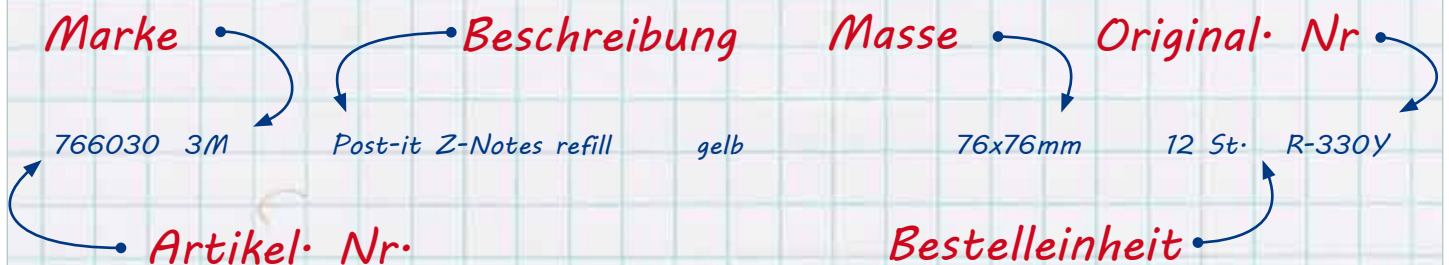 Marke Beschreibung Masse Original. Nr
766030 3M Post-it Z-Notes refill gelb 76x76mm 12 St. R-330Y
Artikel. Nr. Bestelleinheit